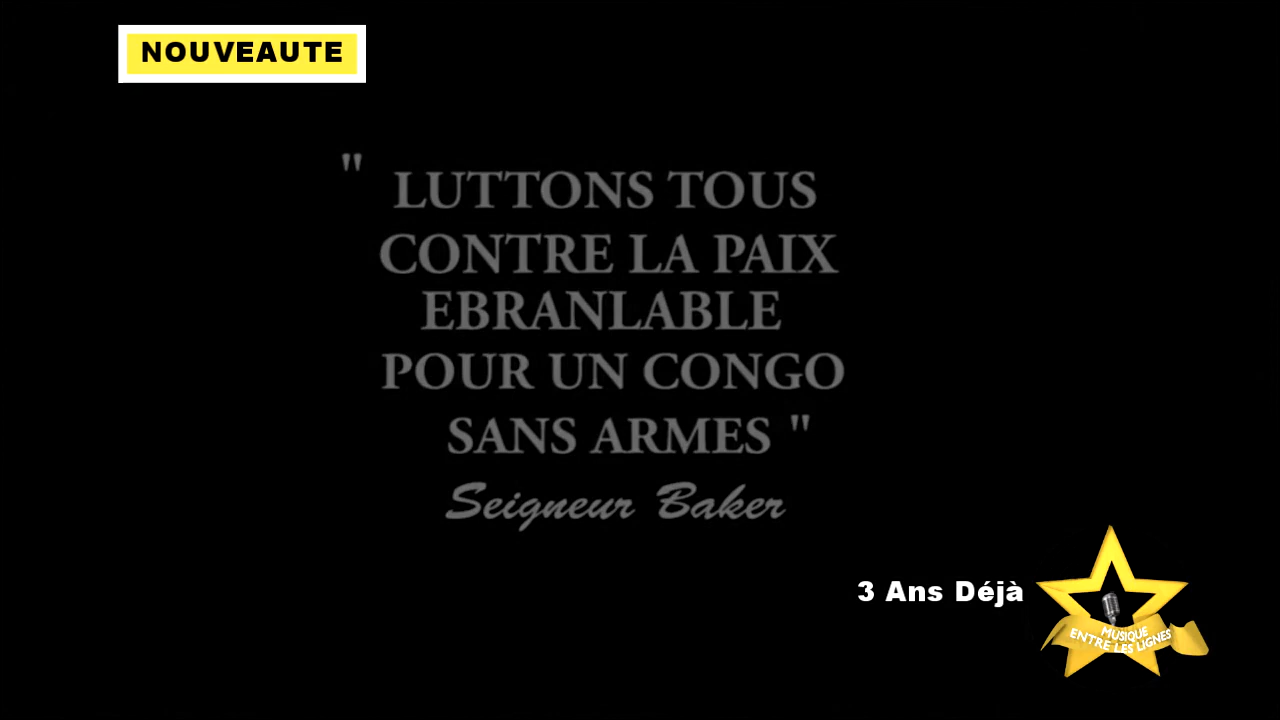 NOUVEAUTE
" LUTTONS TOUS
CONTRE LA PAIX
EBRANLABLE
POUR UN CONGO
SANS ARMES "
Seigneur Baker
3 Ans Déjà
MUSIQUE
ENTRE LES LIGNES